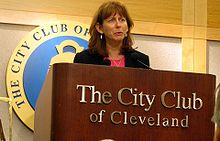 THE CITY CLUB OF
The City Club
of Cleveland